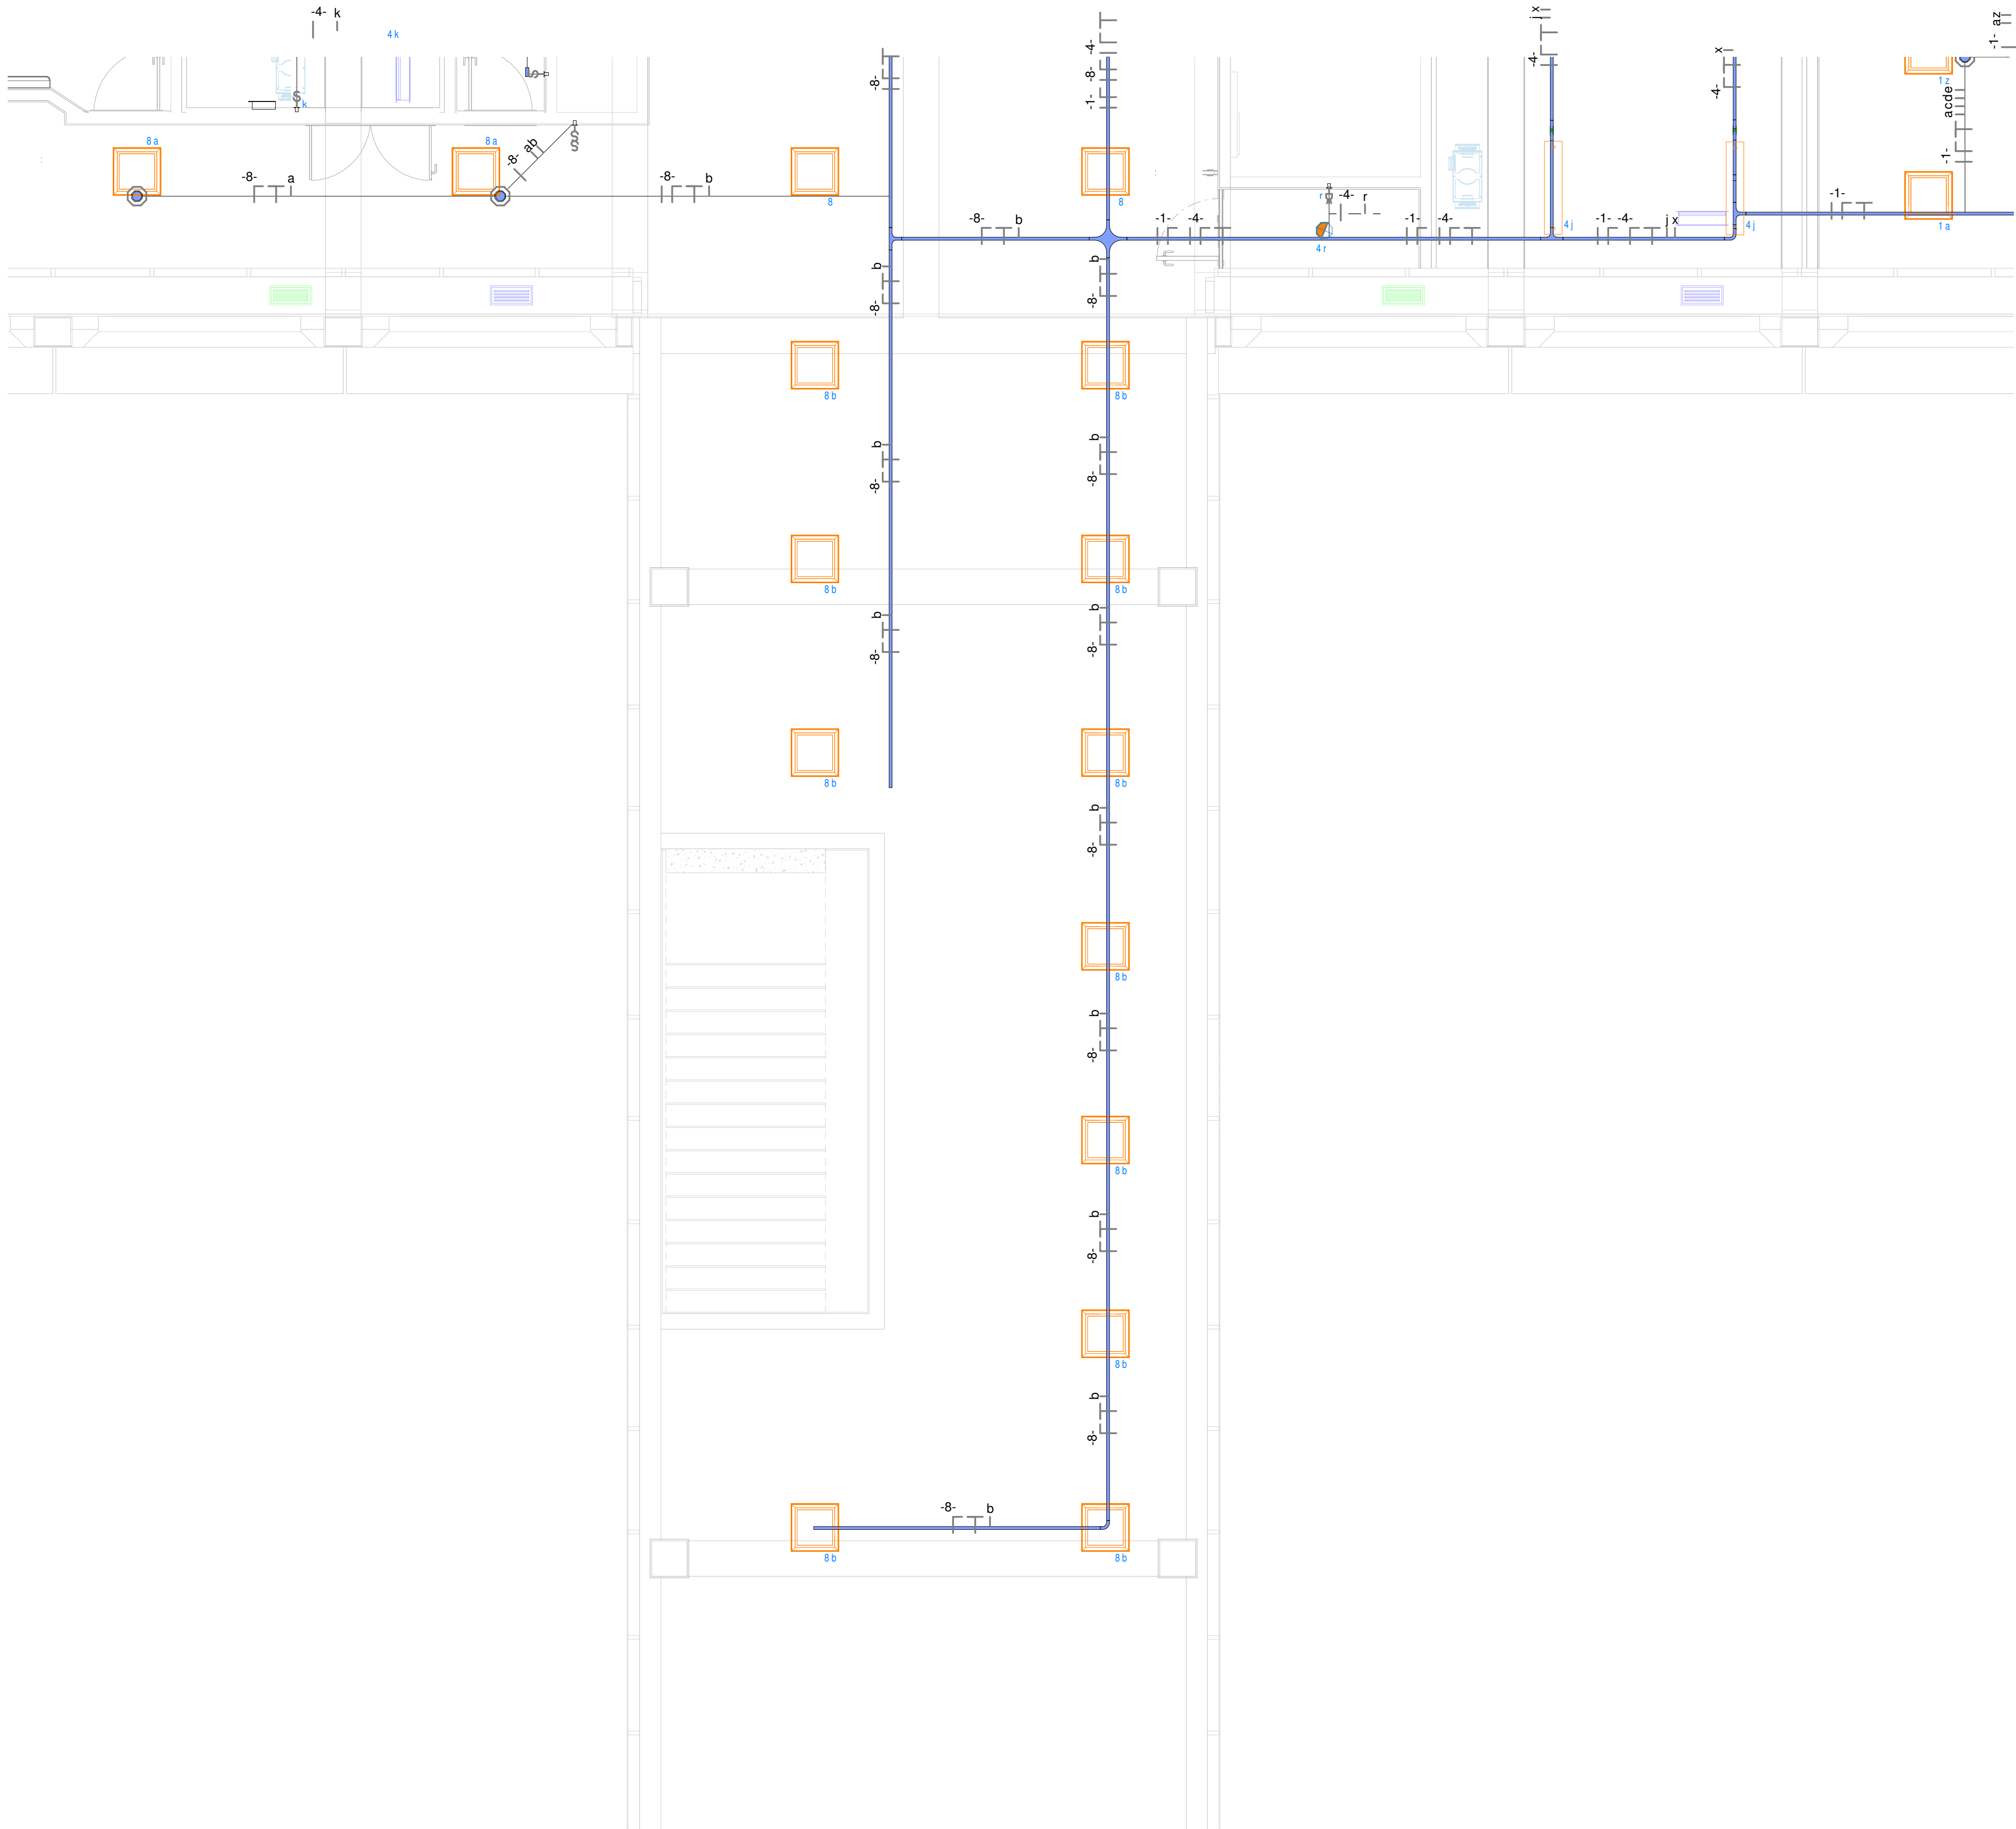 -4- k
4 k
-4-
-8-
-1-
-8-
j x
-4-
x
-4-
az
-1-
1 z
acde
-1-
S
k
S
8 a
8 a
-8- ab
S
S
-8- a
-8- b
8
8
r
-4- r
4 r
-8- b
-1- -4-
-1- -4-
4 j
-1- -4- j x
4 j
-1-
1 a
b
-8-
b
-8-
8 b
8 b
b
-8-
b
-8-
8 b
8 b
b
-8-
b
-8-
8 b
8 b
b
-8-
8 b
b
-8-
8 b
b
-8-
8 b
b
-8-
-8- b
8 b
8 b